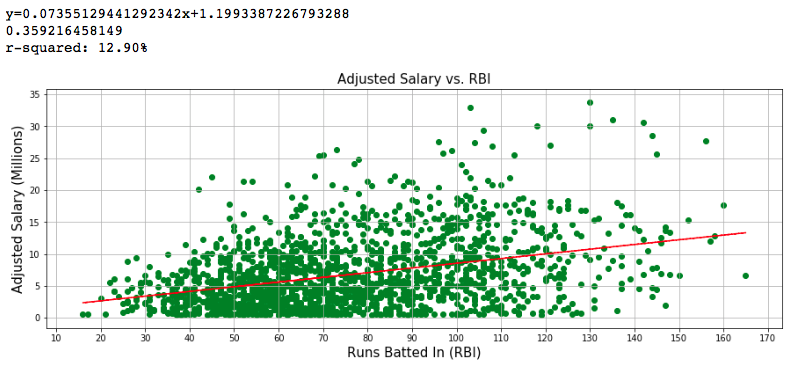 y=0.07355129441292342x+1.1993387226793288
0.359216458149
r-squared: 12.90%
Adjusted Salary vs. RBI
Adjusted Salary (Millions)
35
30
25
20
15
10
5
0
10 20 30 40 50 60 70 80 90 100 110 120 130 140 150 160 170
Runs Batted In (RBI)